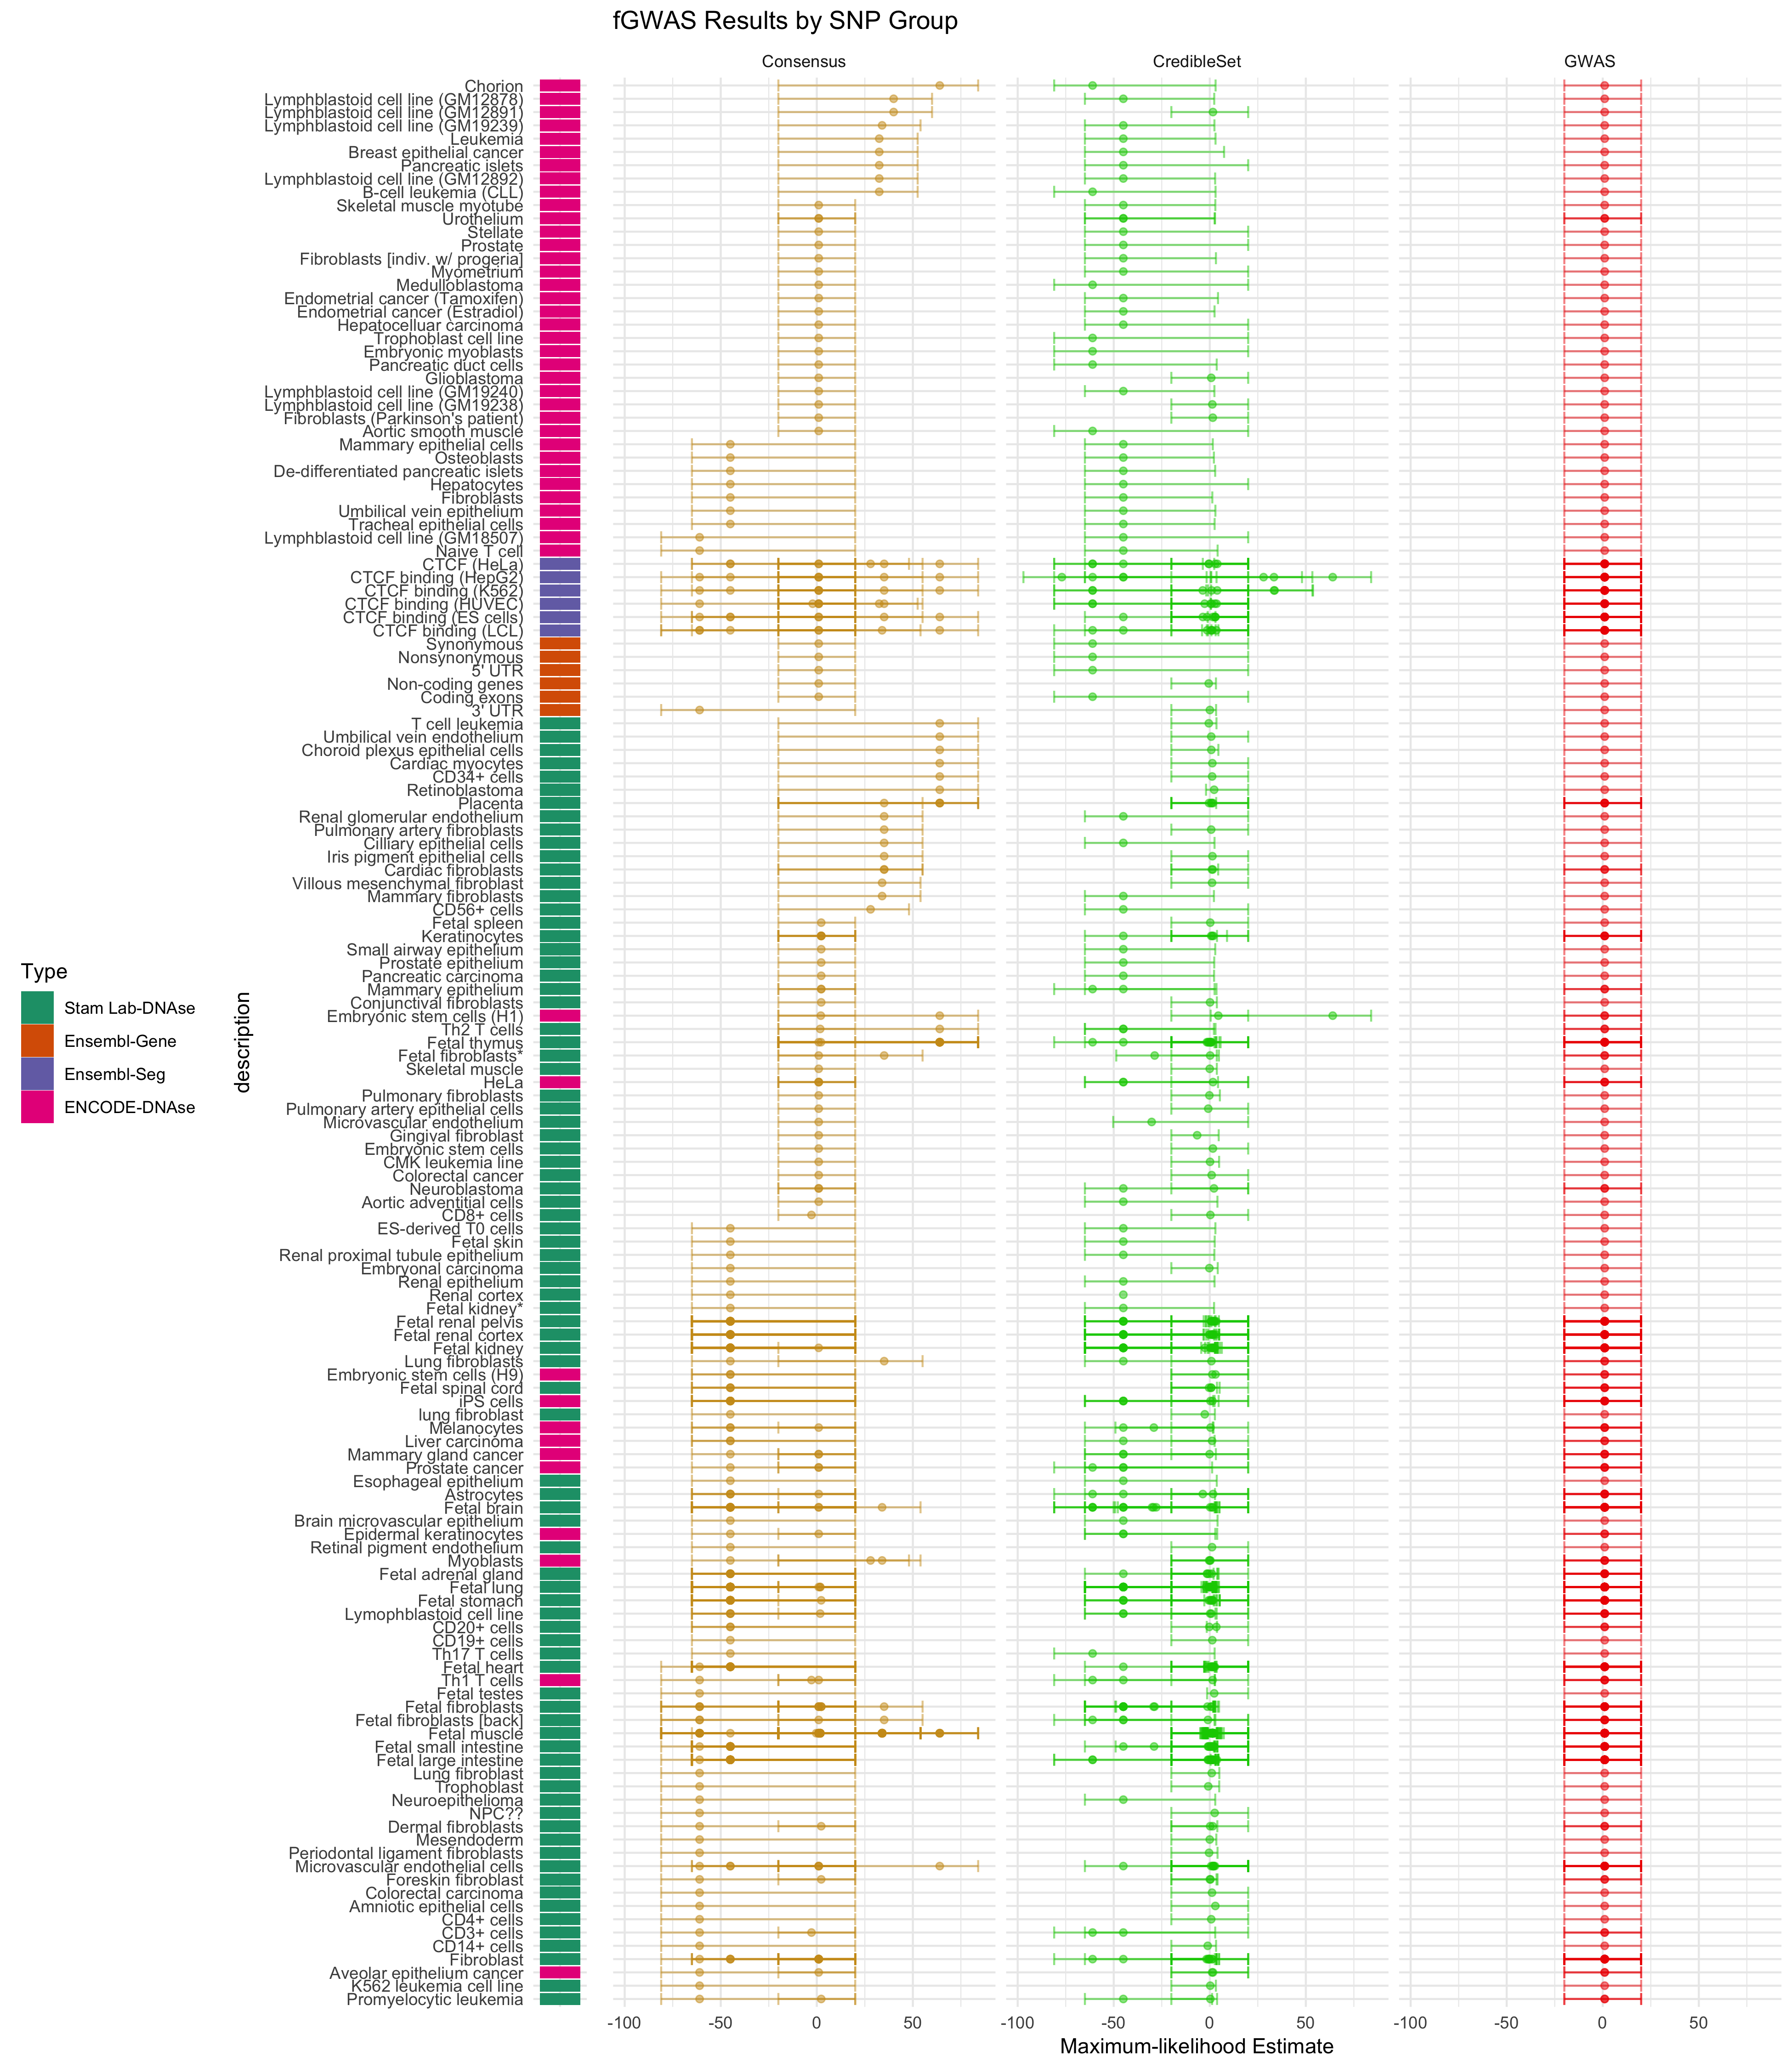 fGWAS Results by SNP Group
Consensus CredibleSet GWAS
Chorion
Lymphblastoid cell line (GM12878)
Lymphblastoid cell line (GM12891)
Lymphblastoid cell line (GM19239)
Leukemia
Breast epithelial cancer
Pancreatic islets
Lymphblastoid cell line (GM12892)
B-cell leukemia (CLL)
Skeletal muscle myotube
Urothelium
Stellate
Prostate
Fibroblasts [indiv. w/ progeria]
Myometrium
Medulloblastoma
Endometrial cancer (Tamoxifen)
Endometrial cancer (Estradiol)
Hepatocelluar carcinoma
Trophoblast cell line
Embryonic myoblasts
Pancreatic duct cells
Glioblastoma
Lymphblastoid cell line (GM19240)
Lymphblastoid cell line (GM19238)
Fibroblasts (Parkinson's patient)
Aortic smooth muscle
Mammary epithelial cells
Osteoblasts
De-differentiated pancreatic islets
Hepatocytes
Fibroblasts
Umbilical vein epithelium
Tracheal epithelial cells
Lymphblastoid cell line (GM18507)
Naive T cell
CTCF (HeLa)
CTCF binding (HepG2)
CTCF binding (K562)
CTCF binding (HUVEC)
CTCF binding (ES cells)
CTCF binding (LCL)
Synonymous
Nonsynonymous
5' UTR
Non-coding genes
Coding exons
3' UTR
T cell leukemia
Umbilical vein endothelium
Choroid plexus epithelial cells
Cardiac myocytes
CD34+ cells
Retinoblastoma
Placenta
Renal glomerular endothelium
Pulmonary artery fibroblasts
Cilliary epithelial cells
Iris pigment epithelial cells
Cardiac fibroblasts
Villous mesenchymal fibroblast
Mammary fibroblasts
CD56+ cells
Fetal spleen
Keratinocytes
Small airway epithelium
Prostate epithelium
Pancreatic carcinoma
Mammary epithelium
Conjunctival fibroblasts
Embryonic stem cells (H1)
Th2 T cells
Fetal thymus
Fetal fibroblasts*
Skeletal muscle
HeLa
Pulmonary fibroblasts
Pulmonary artery epithelial cells
Microvascular endothelium
Gingival fibroblast
Embryonic stem cells
CMK leukemia line
Colorectal cancer
Neuroblastoma
Aortic adventitial cells
CD8+ cells
ES-derived T0 cells
Fetal skin
Renal proximal tubule epithelium
Embryonal carcinoma
Renal epithelium
Renal cortex
Fetal kidney*
Fetal renal pelvis
Fetal renal cortex
Fetal kidney
Lung fibroblasts
Embryonic stem cells (H9)
Fetal spinal cord
iPS cells
lung fibroblast
Melanocytes
Liver carcinoma
Mammary gland cancer
Prostate cancer
Esophageal epithelium
Astrocytes
Fetal brain
Brain microvascular epithelium
Epidermal keratinocytes
Retinal pigment endothelium
Myoblasts
Fetal adrenal gland
Fetal lung
Fetal stomach
Lymophblastoid cell line
CD20+ cells
CD19+ cells
Th17 T cells
Fetal heart
Th1 T cells
Fetal testes
Fetal fibroblasts
Fetal fibroblasts [back]
Fetal muscle
Fetal small intestine
Fetal large intestine
Lung fibroblast
Trophoblast
Neuroepithelioma
NPC??
Dermal fibroblasts
Mesendoderm
Periodontal ligament fibroblasts
Microvascular endothelial cells
Foreskin fibroblast
Colorectal carcinoma
Amniotic epithelial cells
CD4+ cells
CD3+ cells
CD14+ cells
Fibroblast
Aveolar epithelium cancer
K562 leukemia cell line
Promyelocytic leukemia
Type
Stam Lab-DNAse
Ensembl-Gene
Ensembl-Seg
ENCODE-DNAse
description
-100 -50 0 50 -100 -50 0 50 -100 -50 0 50
Maximum-likelihood Estimate